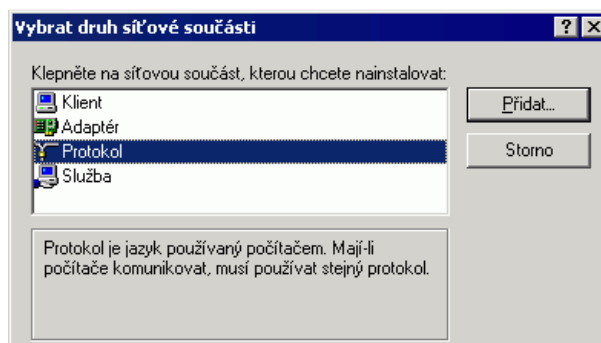 Vybrat druh síťové součásti
Klepněte na síťovou součást, kterou chcete nainstalovat:
Klient
Adaptér
Protokol
Služba
Přidat...
Storno
Protokol je jazyk používaný počítačem. Mají-li
počítače komunikovat, musí používat stejný protokol.